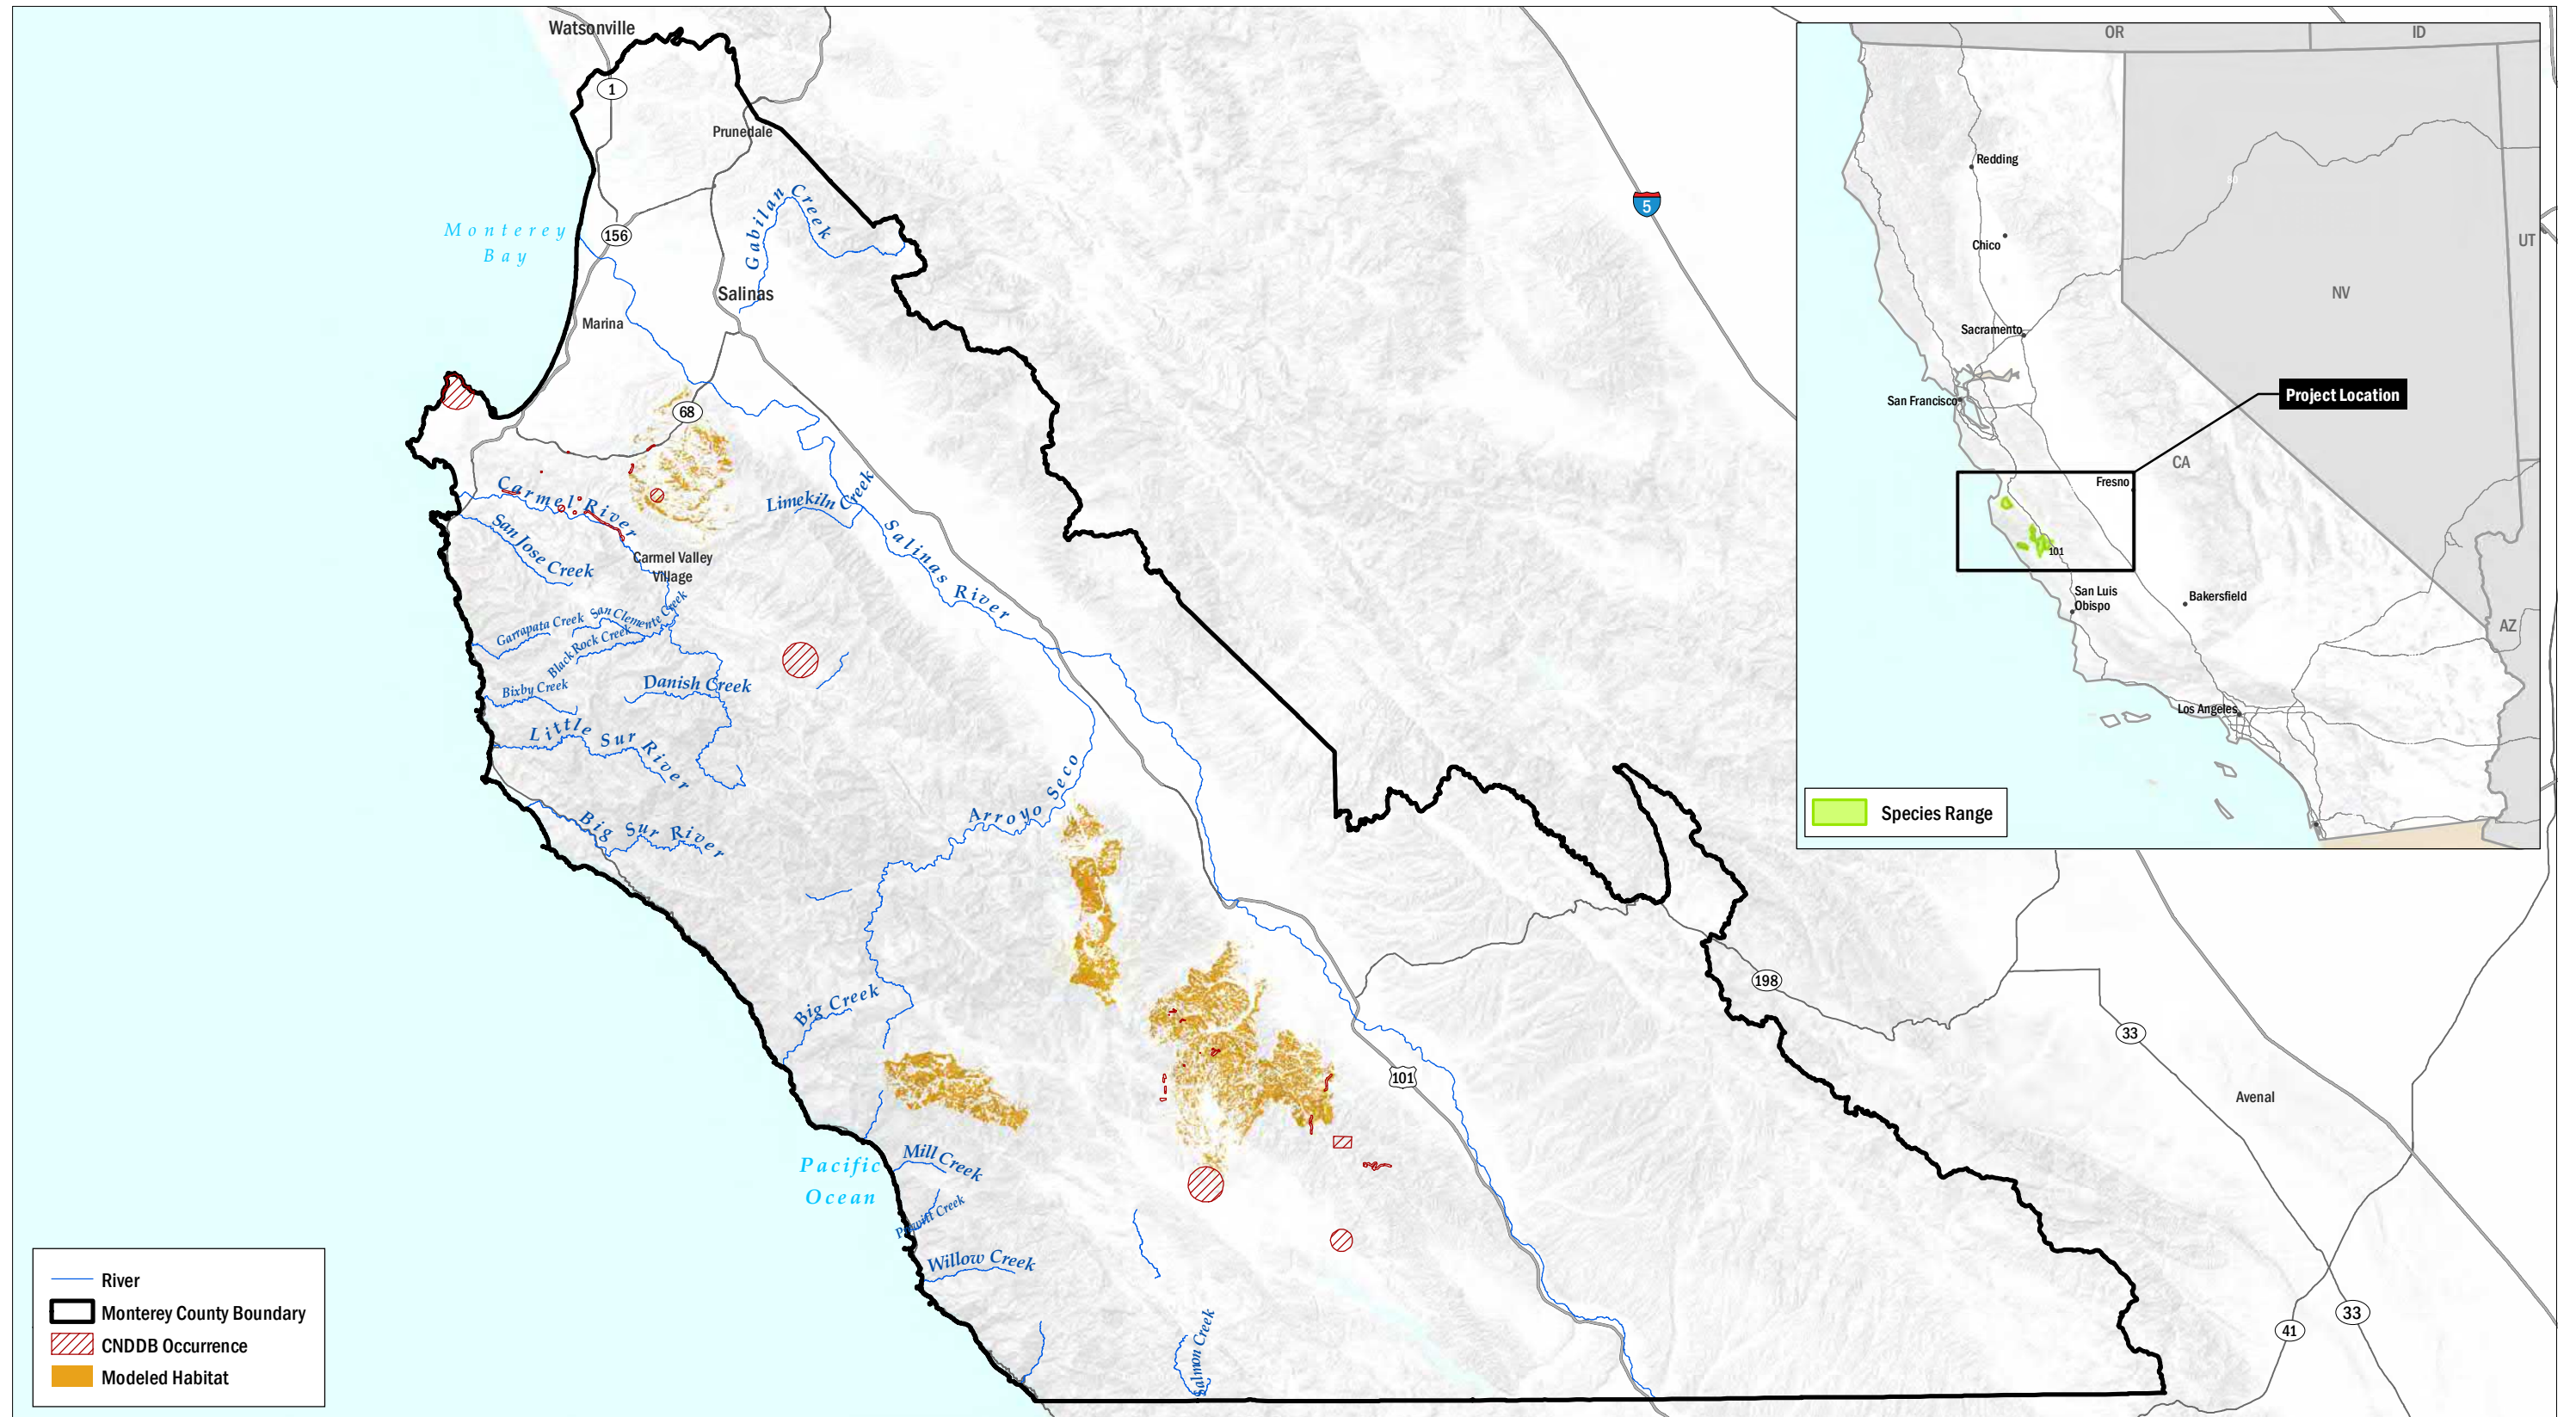 Watsonville
1
Prunedale
Monterey
Bay
156
Gabilan Creek
Salinas
Marina
68
Carmel River
Limekiln Creek
San Jose Creek
Salinas River
Carmel Valley
Village
Garrapata Creek
San Clemente Creek
Black Rock Creek
Bixby Creek
Danish Creek
Little Sur River
Big Sur River
Arroyo Seco
Big Creek
198
101
33
Avenal
Pacific
Ocean
Mill Creek
Willow Creek
Salmon Creek
33
41
5
River
Monterey County Boundary
CNDDB Occurrence
Modeled Habitat
OR
ID
Redding
Chico
80
UT
NV
Sacramento
San Francisco
Project Location
CA
Fresno
101
San Luis
Obispo
Bakersfield
AZ
Los Angeles
Species Range